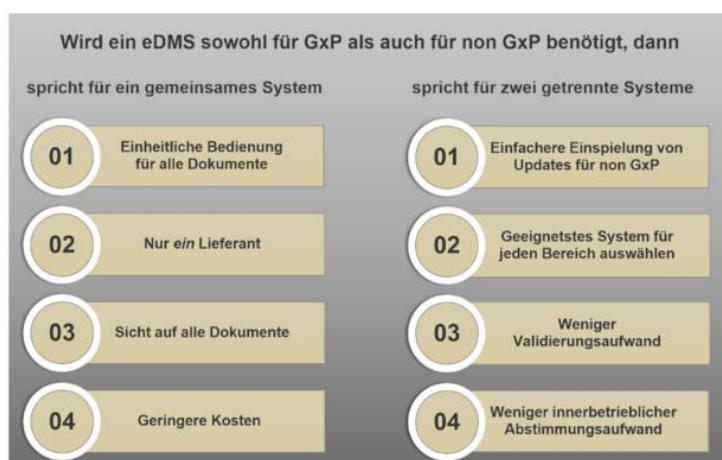 Wird ein eDMS sowohl für GxP als auch für non GxP benötigt, dann
spricht für ein gemeinsames System
01
Einheitliche Bedienung
für alle Dokumente
02
Nur ein Lieferant
03
Sicht auf alle Dokumente
04
Geringere Kosten
spricht für zwei getrennte Systeme
01
Einfachere Einspielung von
Updates für non GxP
02
Geeignetstes System für
jeden Bereich auswählen
03
Weniger
Validierungsaufwand
04
Weniger innerbetrieblicher
Abstimmungsaufwand